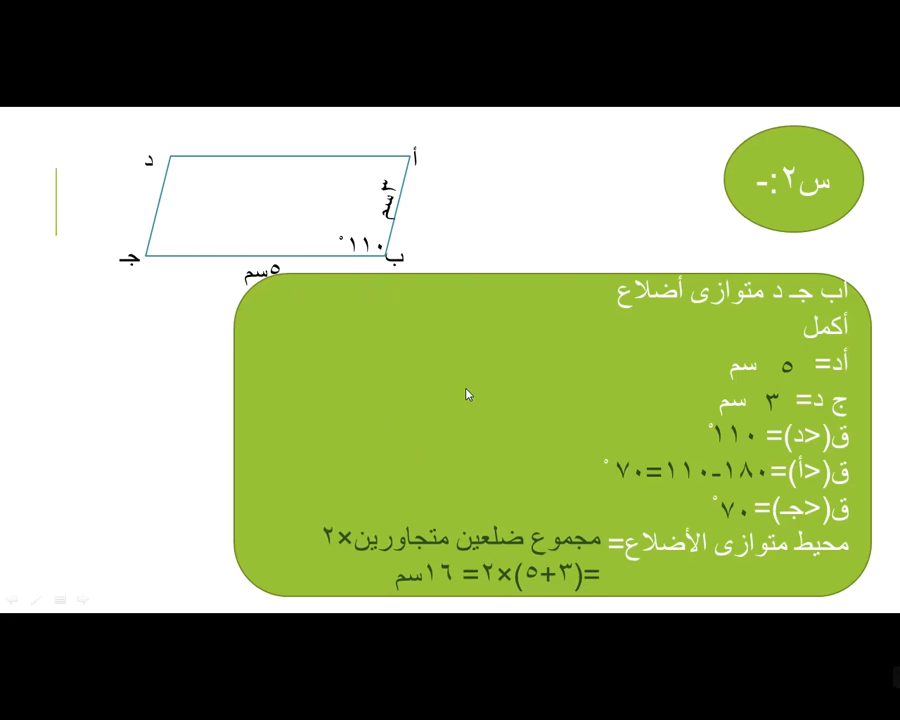 س٢:-
أ
د
٣سم
١١٠°
ب
جـ
٥سم
أب جـ د متوازى أضلاع
أكمل
أد= ٥ سم
ج د= ٣ سم
ق(<د)= ١١٠°
ق(<أ)=١٨٠-١١٠=٧٠°
ق(<جـ)=٧٠°
محيط متوازى الأضلاع= مجموع ضلعين متجاورين×٢
=(٣+٥)×٢= ١٦سم